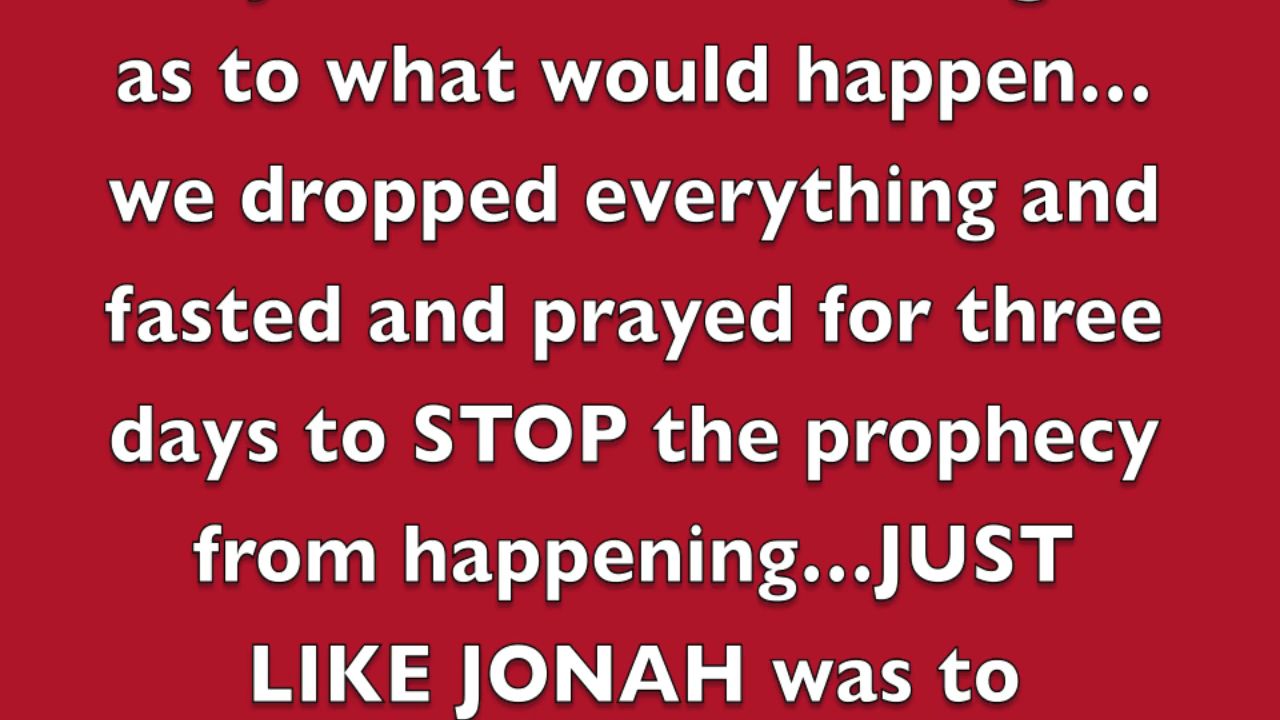 as to what would happen...
we dropped everything and
fasted and prayed for three
days to STOP the prophecy
from happening...JUST
LIKE JONAH was to